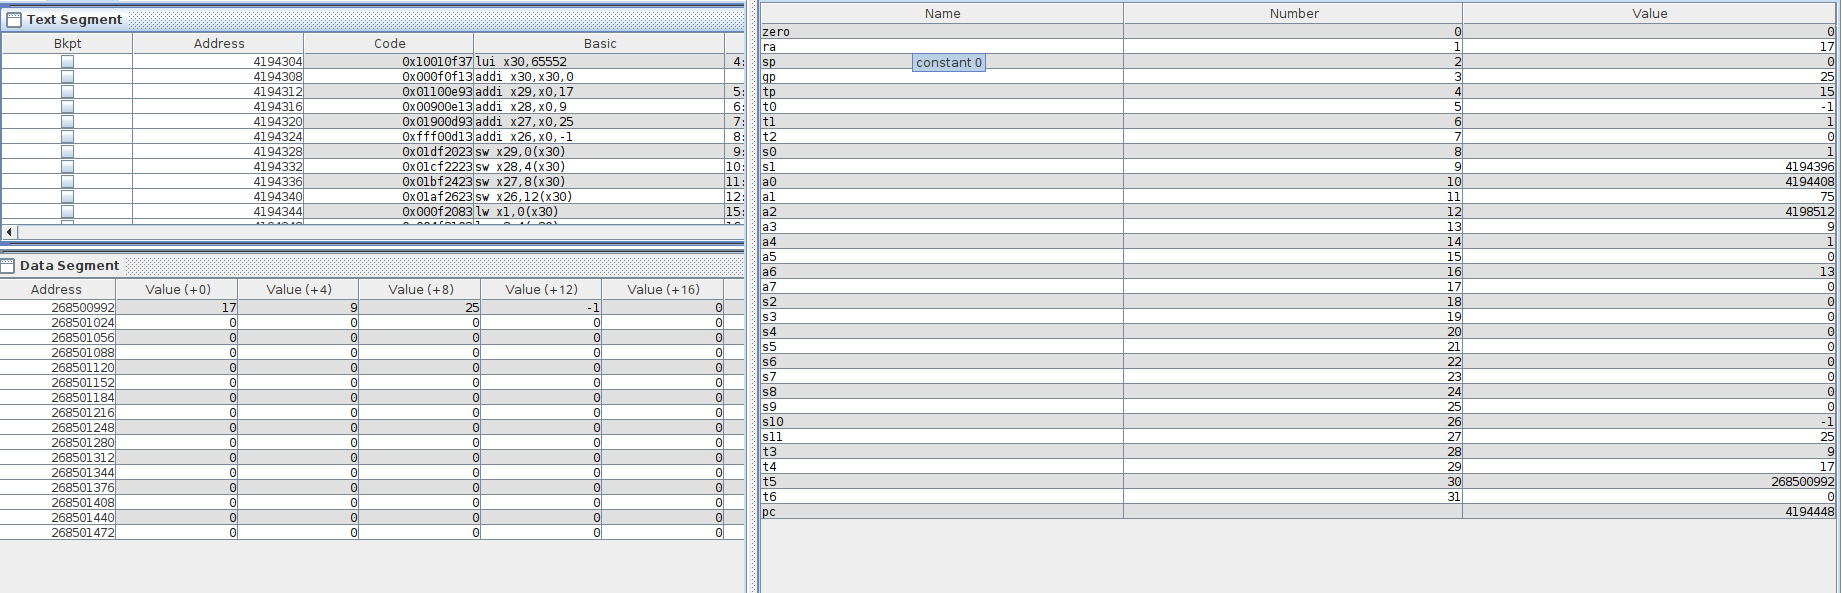 Text Segment
Bkpt Address Code Basic
4194304 0x10010f37 lui x30,65552 4:
4194308 0x000f0f13 addi x30,x30,0
4194312 0x01100e93 addi x29,x0,17 5:
4194316 0x00900e13 addi x28,x0,9 6:
4194320 0x01900d93 addi x27,x0,25 7:
4194324 0xfff00d13 addi x26,x0,-1 8:
4194328 0x01df2023 sw x29,0(x30) 9:
4194332 0x01cf2223 sw x28,4(x30) 10:
4194336 0x01bf2423 sw x27,8(x30) 11:
4194340 0x01af2623 sw x26,12(x30) 12:
4194344 0x000f2083 lw x1,0(x30) 15:
Data Segment
Address Value (+0) Value (+4) Value (+8) Value (+12) Value (+16)
268500992 17 9 25 -1 0
268501024 0 0 0 0 0
268501056 0 0 0 0 0
268501088 0 0 0 0 0
268501120 0 0 0 0 0
268501152 0 0 0 0 0
268501184 0 0 0 0 0
268501216 0 0 0 0 0
268501248 0 0 0 0 0
268501280 0 0 0 0 0
268501312 0 0 0 0 0
268501344 0 0 0 0 0
268501376 0 0 0 0 0
268501408 0 0 0 0 0
268501440 0 0 0 0 0
268501472 0 0 0 0 0
Name Number Value
zero 0 0
ra 1 17
sp constant 0 2 0
gp 3 25
tp 4 15
t0 5 -1
t1 6 1
t2 7 0
s0 8 1
s1 9 4194396
a0 10 4194408
a1 11 75
a2 12 4198512
a3 13 9
a4 14 1
a5 15 0
a6 16 13
a7 17 0
s2 18 0
s3 19 0
s4 20 0
s5 21 0
s6 22 0
s7 23 0
s8 24 0
s9 25 0
s10 26 -1
s11 27 25
t3 28 9
t4 29 17
t5 30 268500992
t6 31 0
pc 4194448